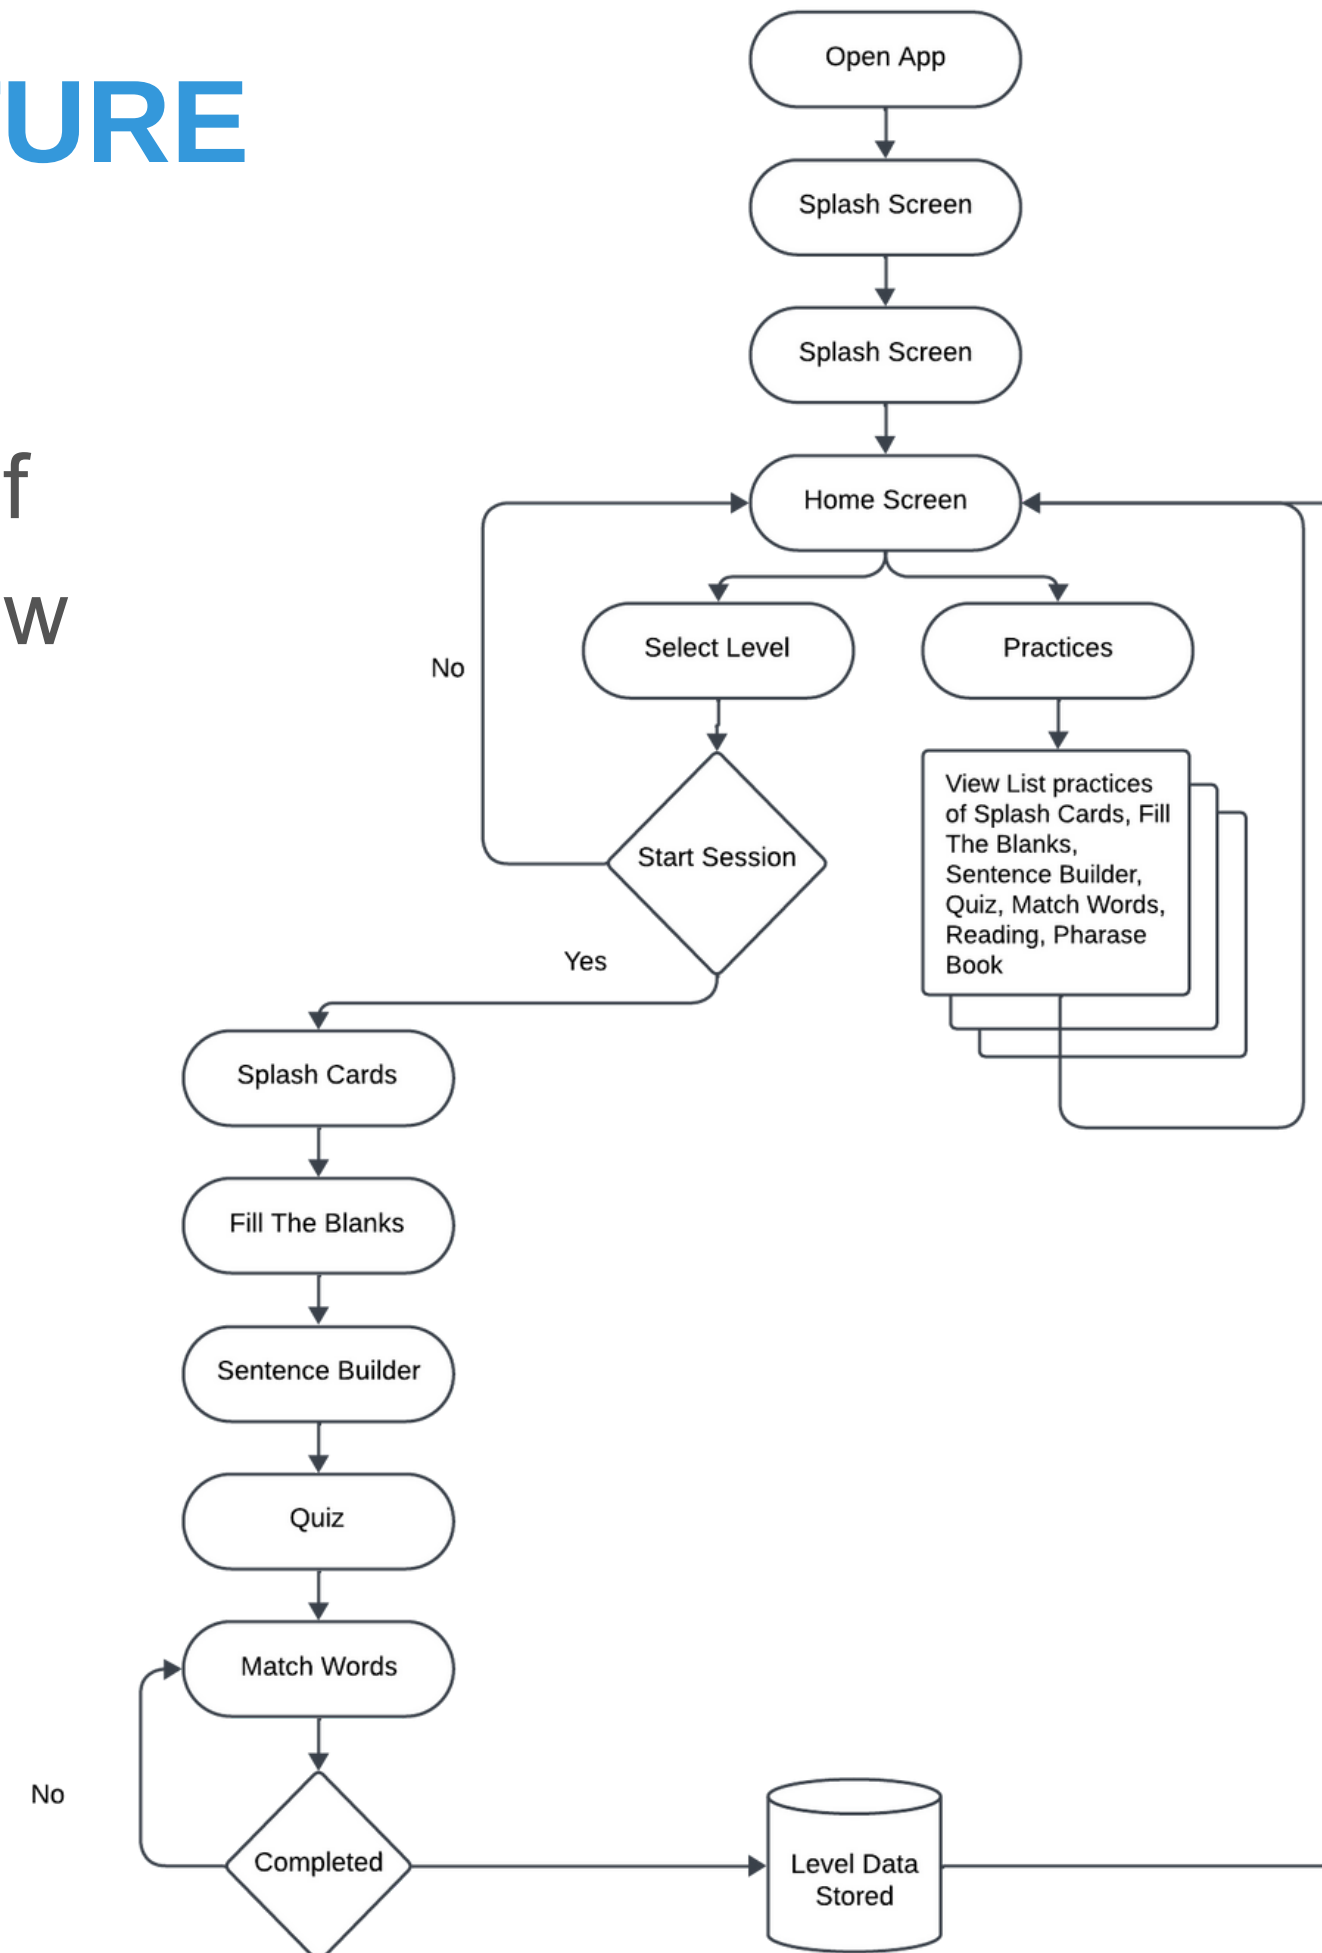 TURE
f
w
Open App
Splash Screen
Splash Screen
Home Screen
Select Level
Practices
No
Start Session
View List practices
of Splash Cards, Fill
The Blanks,
Sentence Builder,
Quiz, Match Words,
Reading, Pharase
Book
Yes
Splash Cards
Fill The Blanks
Sentence Builder
Quiz
Match Words
No
Completed
Level Data
Stored